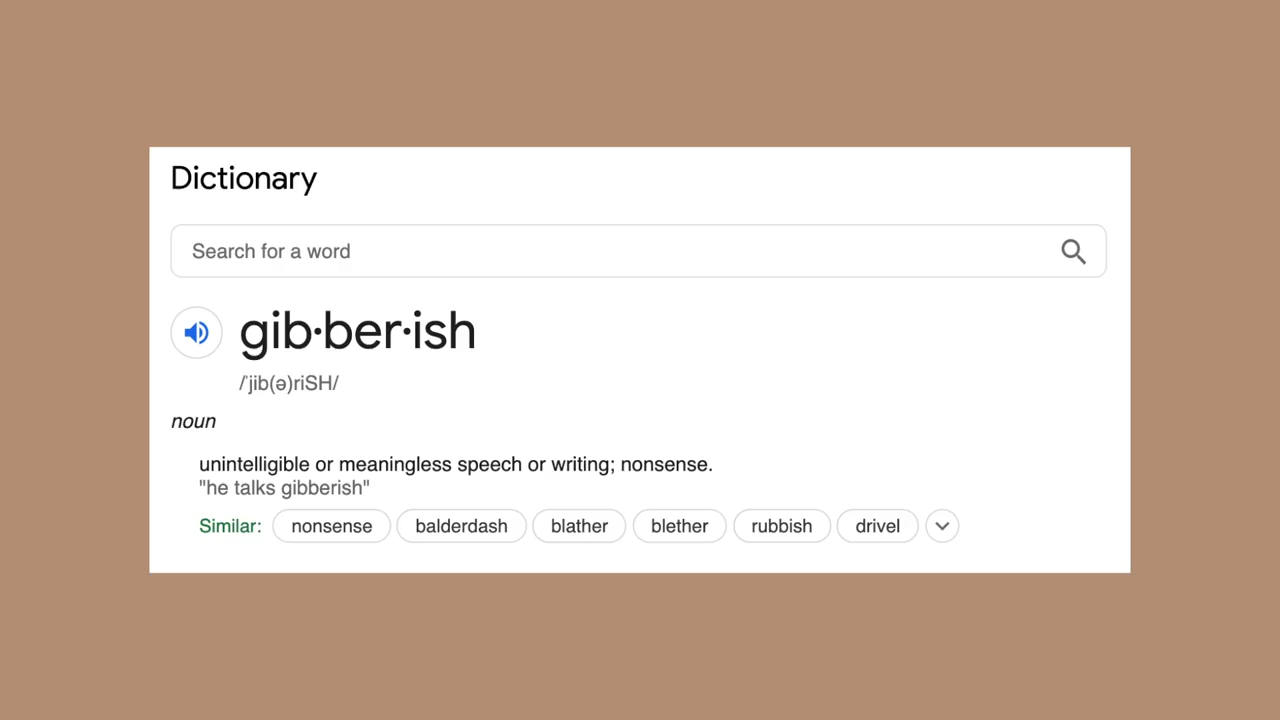 Dictionary
Search for a word
gib·ber·ish
/ˈjib(ə)riSH/
noun
unintelligible or meaningless speech or writing; nonsense.
"he talks gibberish"
Similar: nonsense balderdash blather blether rubbish drivel